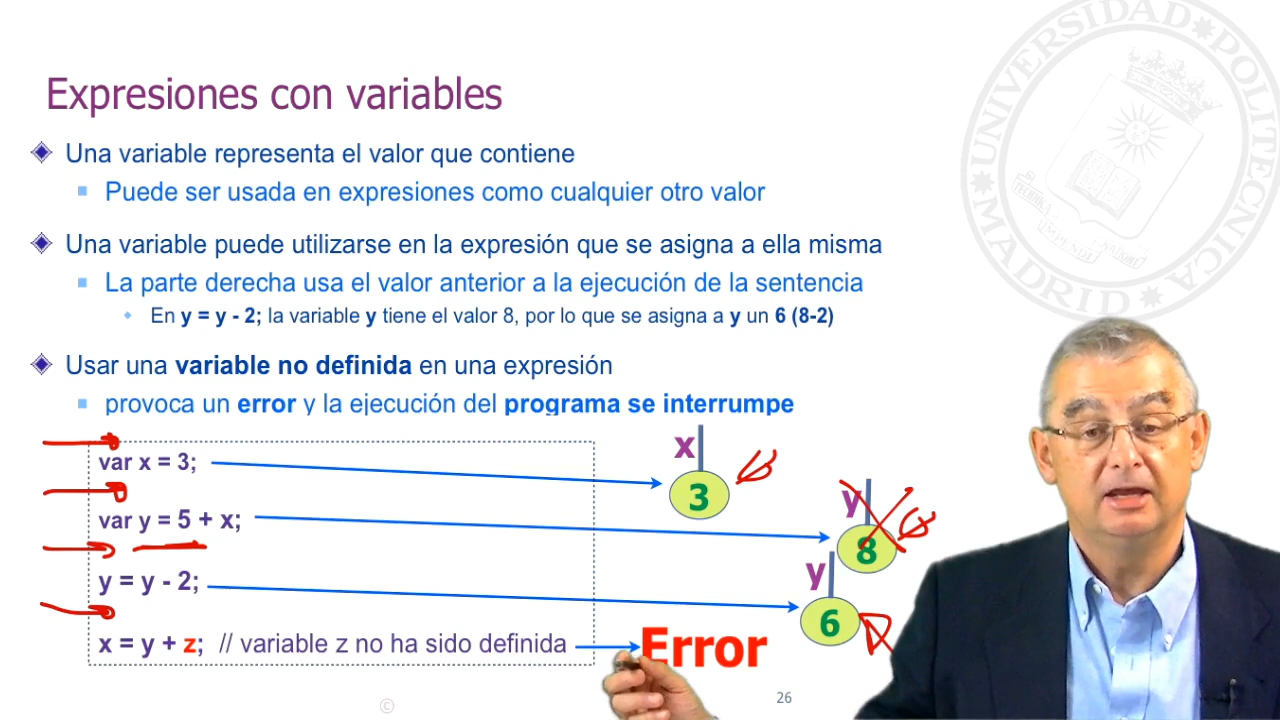 Expresiones con variables
Una variable representa el valor que contiene
Puede ser usada en expresiones como cualquier otro valor
Una variable puede utilizarse en la expresión que se asigna a ella misma
La parte derecha usa el valor anterior a la ejecución de la sentencia
En y = y - 2; la variable y tiene el valor 8, por lo que se asigna a y un 6 (8-2)
Usar una variable no definida en una expresión
provoca un error y la ejecución del programa se interrumpe
var x = 3;
x
3
var y = 5 + x;
y
8
y = y - 2;
y
6
x = y + z; // variable z no ha sido definida
Error
©
26
UNIVERSIDAD POLITECNICA
MADRID